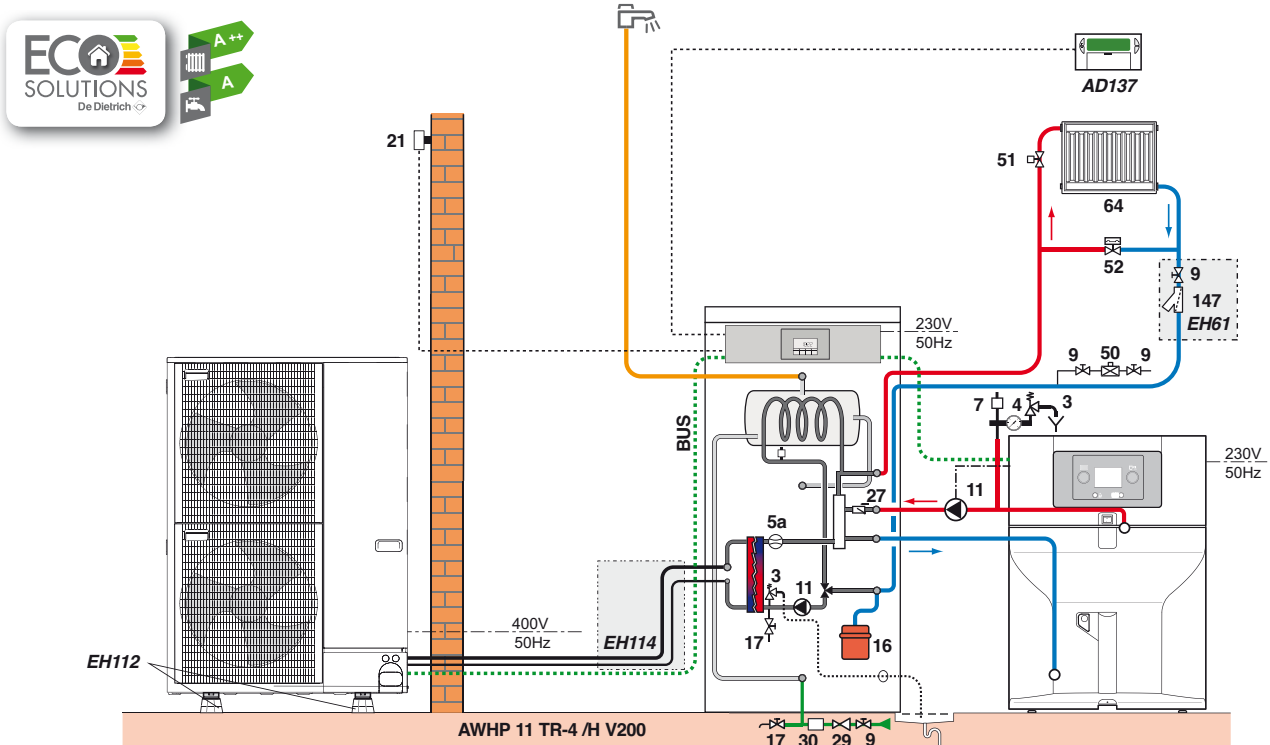 ECO
SOLUTIONS
De Dietrich
A ++
A
AD137
21
51
64
52
9
147
EH61
230V
50Hz
9
50
9
7
4
3
BUS
230V
50Hz
27
11
5a
3
11
400V
50Hz
EH114
17
16
EH112
AWHP 11 TR-4 /H V200
17
30
29
9